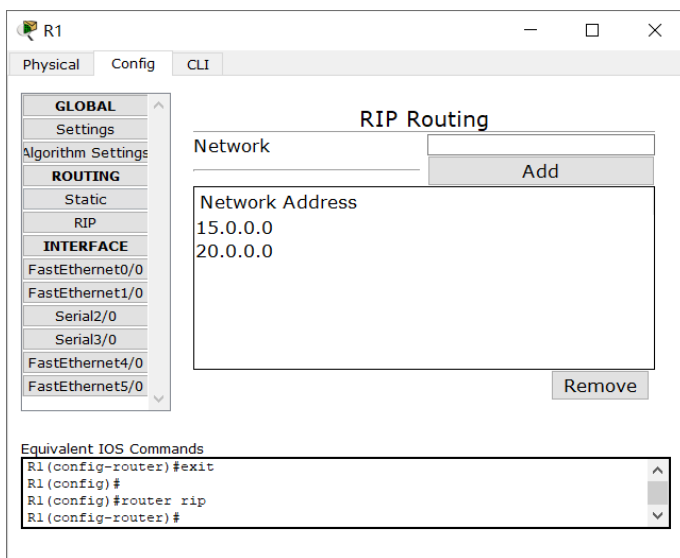 R1
Physical Config CLI
GLOBAL
Settings
Algorithm Settings
ROUTING
Static
RIP
INTERFACE
FastEthernet0/0
FastEthernet1/0
Serial2/0
Serial3/0
FastEthernet4/0
FastEthernet5/0
RIP Routing
Network
Add
Network Address
15.0.0.0
20.0.0.0
Remove
Equivalent IOS Commands
R1(config-router)#exit
R1(config)#
R1(config)#router rip
R1(config-router)#